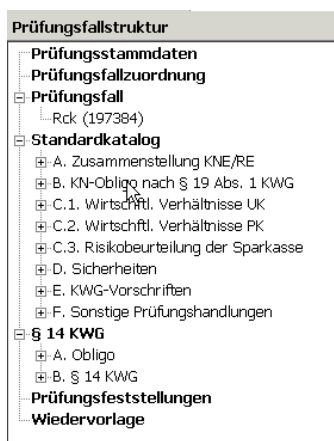 Prüfungsfallstruktur
Prüfungsstammdaten
Prüfungsfallzuordnung
Prüfungsfall
Rck (197384)
Standardkatalog
A. Zusammenstellung KNE/RE
B. KN-Obligo nach § 19 Abs. 1 KWG
C.1. Wirtschftl. Verhältnisse UK
C.2. Wirtschftl. Verhältnisse PK
C.3. Risikobeurteilung der Sparkasse
D. Sicherheiten
E. KWG-Vorschriften
F. Sonstige Prüfungshandlungen
§ 14 KWG
A. Obligo
B. § 14 KWG
Prüfungsfeststellungen
Wiedervorlage